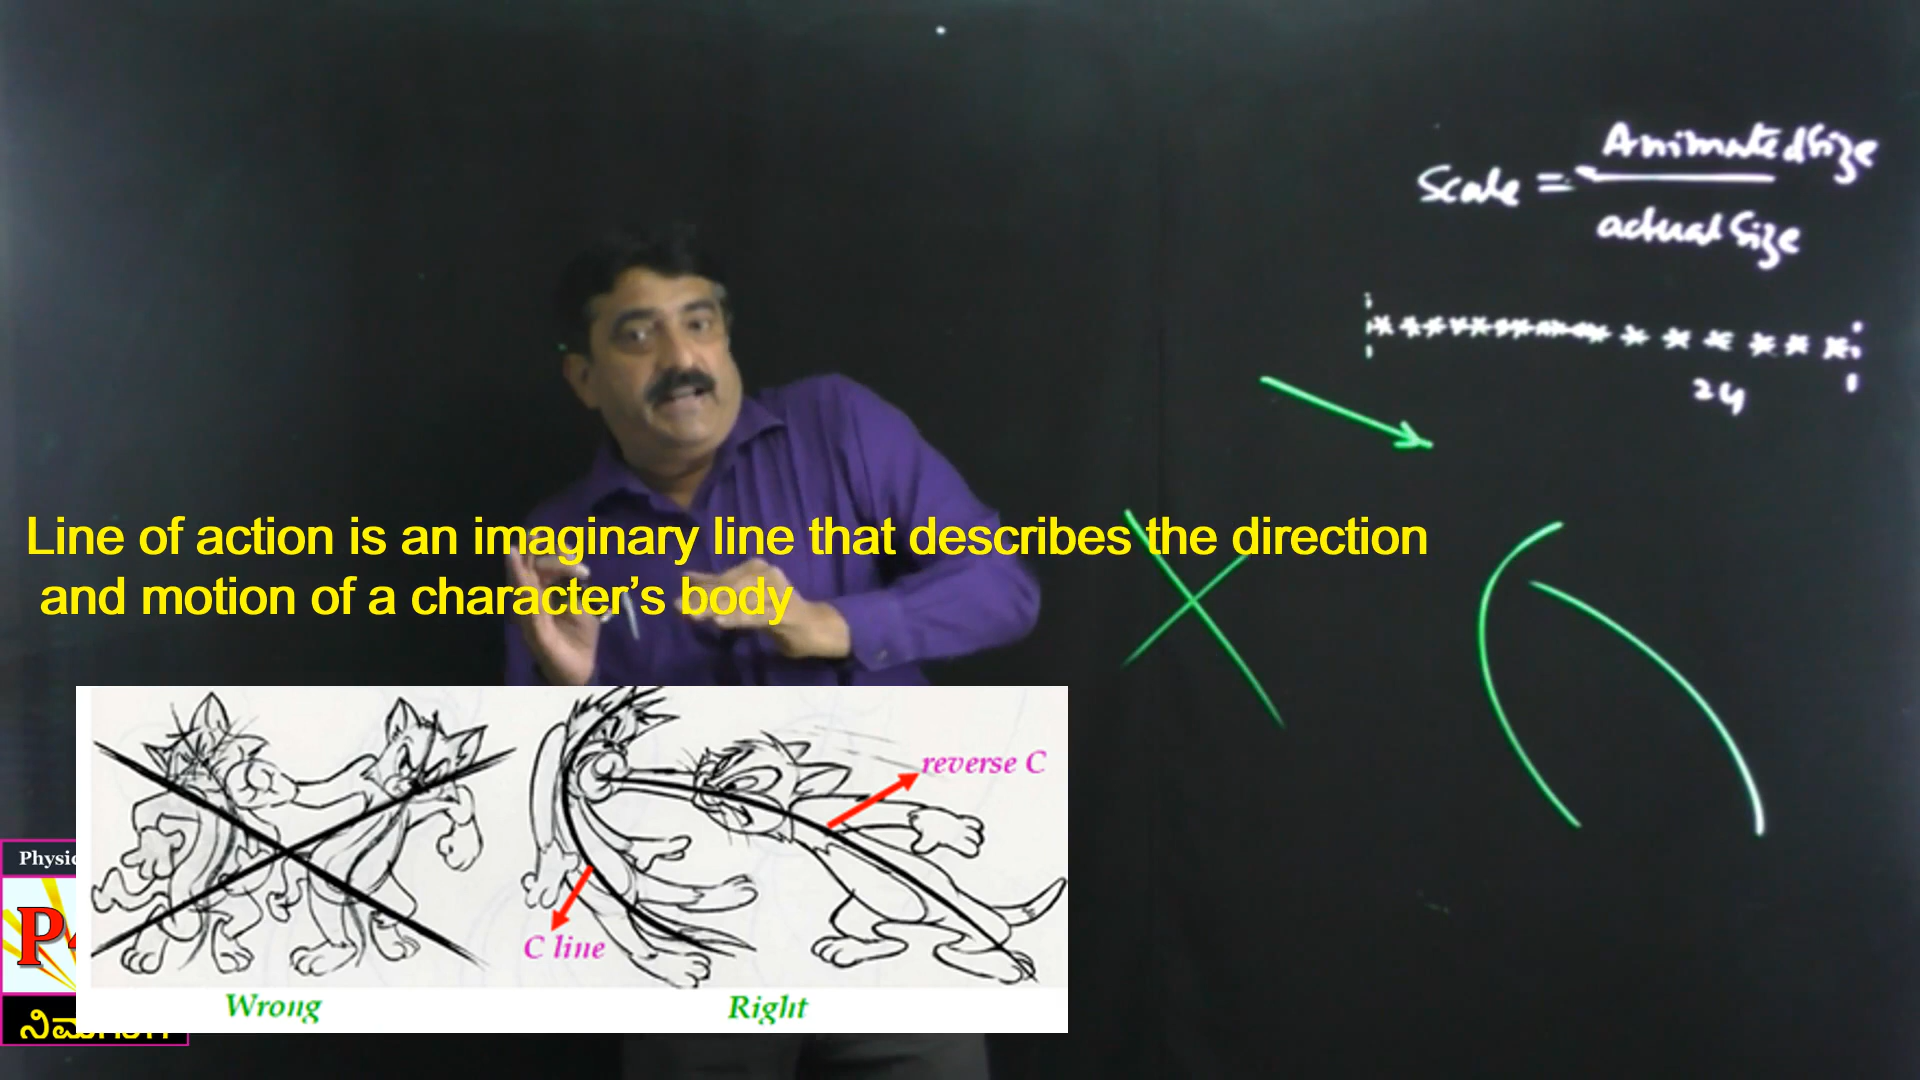 Scale = Animated Size
actual Size
24
Line of action is an imaginary line that describes the direction
and motion of a character’s body
reverse C
C line
Wrong
Right